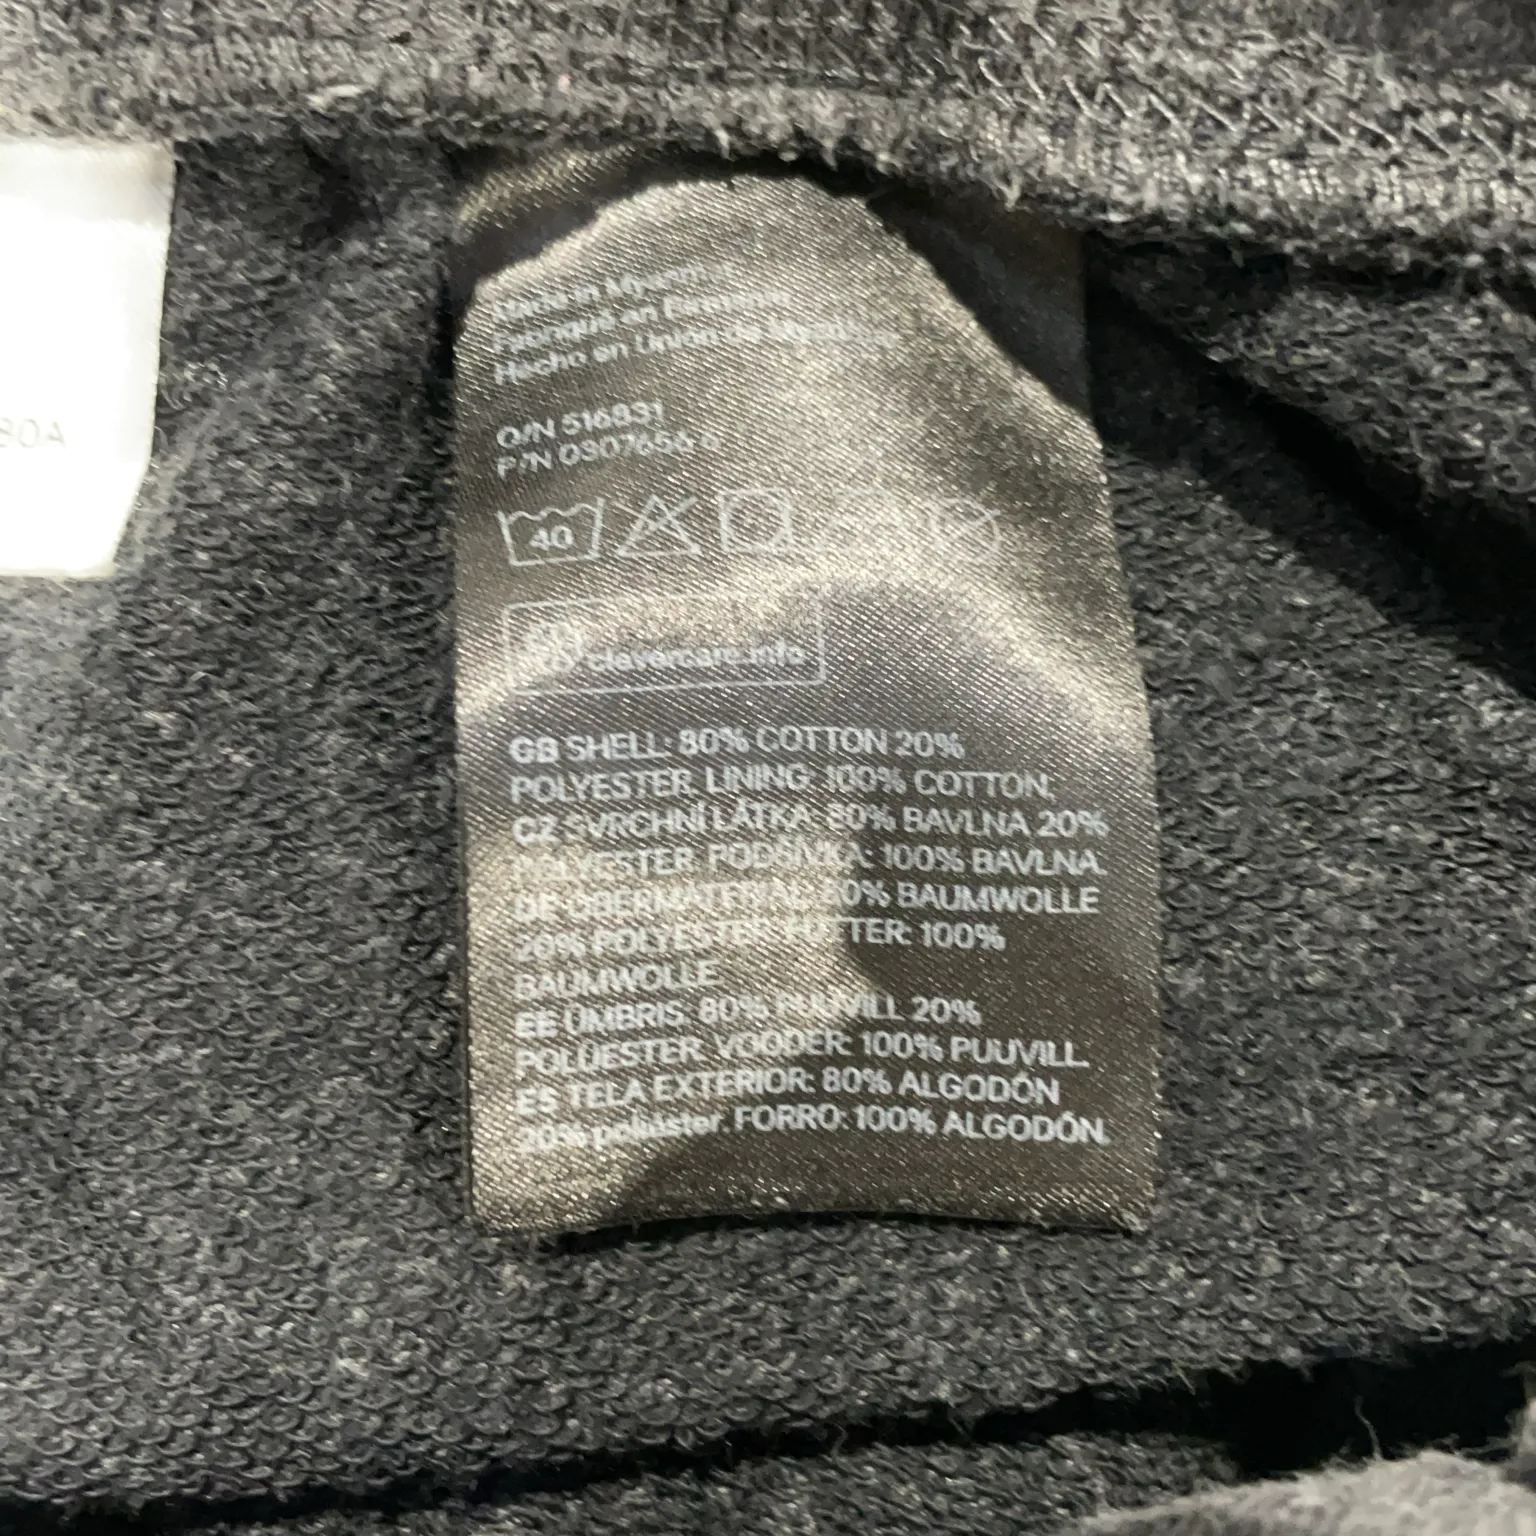 80A
Made in Myanmar
Fabriqué en Birmanie
Hecho en Unión de Myanmar
O/N 516831
P/N 0307656
40
clevercare.info
GB SHELL: 80% COTTON 20%
POLYESTER. LINING: 100% COTTON.
CZ SVRCHNÍ LÁTKA: 80% BAVLNA 20%
POLYESTER. PODŠÍVKA: 100% BAVLNA.
DE OBERMATERIAL: 80% BAUMWOLLE
20% POLYESTER. FUTTER: 100%
BAUMWOLLE
EE ÜMBRIS: 80% PUUVILL 20%
POLÜESTER. VOODER: 100% PUUVILL.
ES TELA EXTERIOR: 80% ALGODÓN
20% poliéster. FORRO: 100% ALGODÓN.